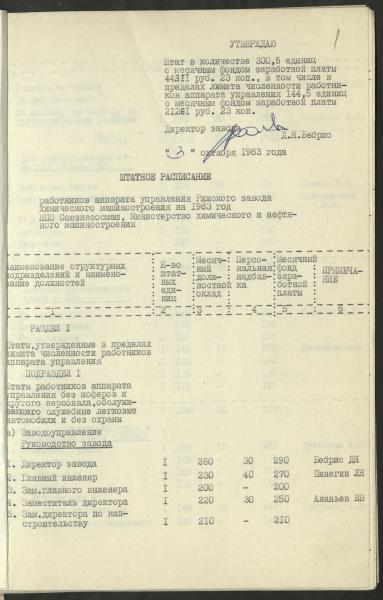 1
УТВЕРЖДАЮ
Штат в количестве 300,5 единиц
с месячным фондом заработной платы
44311 руб. 23 коп., в том числе в
пределах лимита численности работни-
ков аппарата управления 144,5 единиц
с месячным фондом заработной платы
21261 руб. 23 коп.
Директор завода
Д.Я.Бебрис
"3" октября 1983 года
ШТАТНОЕ РАСПИСАНИЕ
работников аппарата управления Рижского завода
Химического машиностроения на 1983 год
НПО Союзнасосмаш, Министерство химического и нефтя-
ного машиностроения
Наименование структурных подразделений и наимено-вание должностей К-во штат-ных еди-ниц Месяч-ный долж-ностной оклад Персо-нальная надбав-ка Месячный фонд зара-ботной платы ПРИМЕЧА-НИЕ
1 2 3 4 5 6
РАЗДЕЛ I
Штаты, утвержденные в пределах
лимита численности работников
аппарата управления
ПОДРАЗДЕЛ I
Штаты работников аппарата
управления без шоферов и
другого персонала, обслужи-
вающего служебные легковые
автомобили и без охраны
а) Заводоуправление
Руководство завода
1. Директор завода I 260 30 290 Бебрис ДЯ
2. Главный инженер I 230 40 270 Пинегин ЛН
3. Зам.главного инженера I 200 - 200
4. Заместитель директора I 220 30 250 Ананьев ВВ
5. Зам.директора по кап-
строительству I 210 - 210